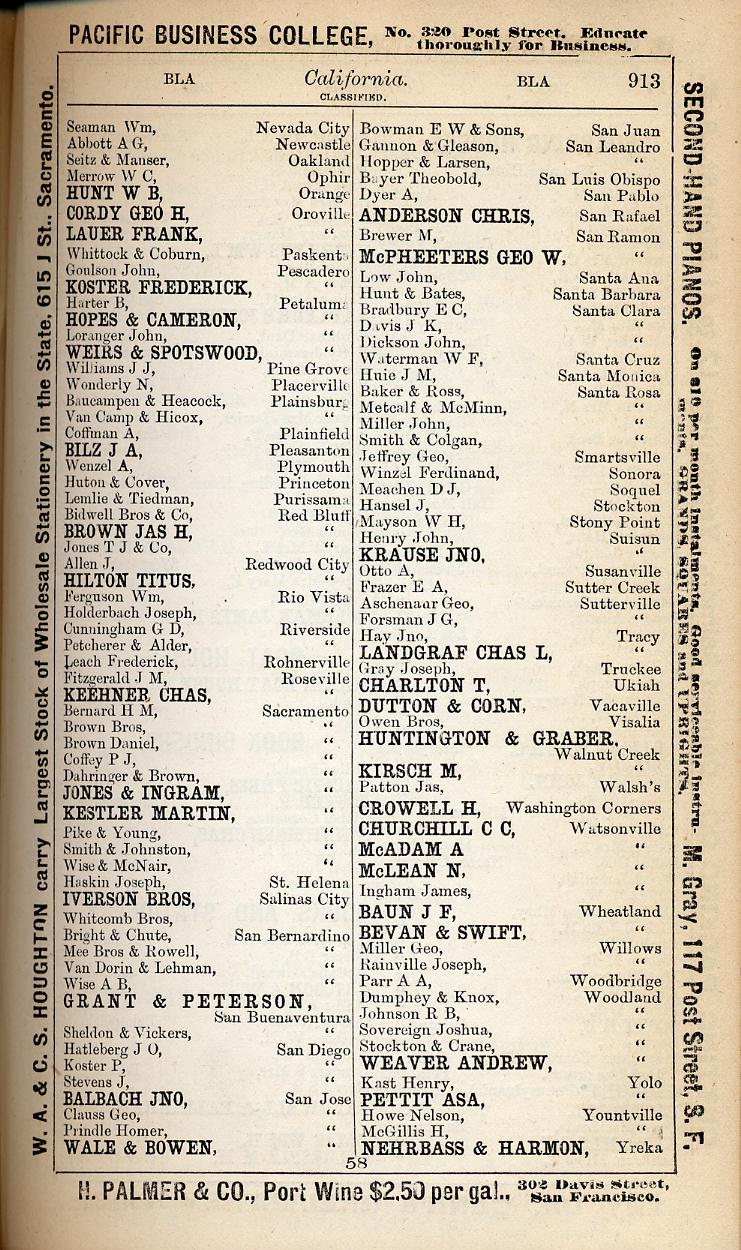 PACIFIC BUSINESS COLLEGE, No. 320 Post Street. Educate
thoroughly for Business.
BLA California. BLA 913
CLASSIFIED.
Seaman Wm, Nevada City
Abbott A G, Newcastle
Seitz & Manser, Oakland
Merrow W C, Ophir
HUNT W B, Orange
CORDY GEO H, Oroville
LAUER FRANK, “
Whittock & Coburn, Paskenta
Goulson John, Pescadero
KOSTER FREDERICK, “
Harter B, Petaluma
HOPES & CAMERON, “
Loranger John, “
WEIRS & SPOTSWOOD, “
Williams J J, Pine Grove
Wonderly N, Placerville
Baucampen & Heacock, Plainsburg
Van Camp & Hicox, “
Coffman A, Plainfield
BILZ J A, Pleasanton
Wenzel A, Plymouth
Huton & Cover, Princeton
Lemlie & Tiedman, Purissama
Bidwell Bros & Co, Red Bluff
BROWN JAS H, “
Jones T J & Co, “
Allen J, Redwood City
HILTON TITUS, “
Ferguson Wm, Rio Vista
Holderbach Joseph, “
Cunningham G D, Riverside
Petcherer & Alder, “
Leach Frederick, Rohnerville
Fitzgerald J M, Roseville
KEEHNER CHAS, “
Bernard H M, Sacramento
Brown Bros, “
Brown Daniel, “
Coffey P J, “
Dahringer & Brown, “
JONES & INGRAM, “
KESTLER MARTIN, “
Pike & Young, “
Smith & Johnston, “
Wise & McNair, “
Haskin Joseph, St. Helena
IVERSON BROS, Salinas City
Whitcomb Bros, “
Bright & Chute, San Bernardino
Mee Bros & Rowell, “
Van Dorin & Lehman, “
Wise A B, “
GRANT & PETERSON,
San Buenaventura
Sheldon & Vickers, “
Hatleberg J O, San Diego
Koster P, “
Stevens J, “
BALBACH JNO, San Jose
Clauss Geo, “
Prindle Homer, “
WALE & BOWEN, “
Bowman E W & Sons, San Juan
Gannon & Gleason, San Leandro
Hopper & Larsen, “
Bayer Theobold, San Luis Obispo
Dyer A, San Pablo
ANDERSON CHRIS, San Rafael
Brewer M, San Ramon
McPHEETERS GEO W, “
Low John, Santa Ana
Hunt & Bates, Santa Barbara
Bradbury E C, Santa Clara
Davis J K, “
Dickson John, “
Waterman W F, Santa Cruz
Huie J M, Santa Monica
Baker & Ross, Santa Rosa
Metcalf & McMinn, “
Miller John, “
Smith & Colgan, “
Jeffrey Geo, Smartsville
Winzel Ferdinand, Sonora
Meachen D J, Soquel
Hansel J, Stockton
Mayson W H, Stony Point
Henry John, Suisun
KRAUSE JNO, “
Otto A, Susanville
Frazer E A, Sutter Creek
Aschenaur Geo, Sutterville
Forsman J G, “
Hay Jno, Tracy
LANDGRAF CHAS L, “
Gray Joseph, Truckee
CHARLTON T, Ukiah
DUTTON & CORN, Vacaville
Owen Bros, Visalia
HUNTINGTON & GRABER,
Walnut Creek
KIRSCH M, “
Patton Jas, Walsh's
CROWELL H, Washington Corners
CHURCHILL C C, Watsonville
McADAM A “
McLEAN N, “
Ingham James, “
BAUN J F, Wheatland
BEVAN & SWIFT, “
Miller Geo, Willows
Rainville Joseph, “
Parr A A, Woodbridge
Dumphey & Knox, Woodland
Johnson R B, “
Sovereign Joshua, “
Stockton & Crane, “
WEAVER ANDREW, “
Kast Henry, Yolo
PETTIT ASA, “
Howe Nelson, Yountville
McGillis H, “
NEHRBASS & HARMON, Yreka
58
H. PALMER & CO., Port Wine $2.50 per gal., 302 Davis Street,
San Francisco.
W. A. & C. S. HOUGHTON carry Largest Stock of Wholesale Stationery in the State, 615 J St., Sacramento.
SECOND-HAND PIANOS. On $10 per month instalments. Good serviceable instru-
ments, GRANDS, SQUARES and UPRIGHTS. M. Gray, 117 Post Street, S. F.